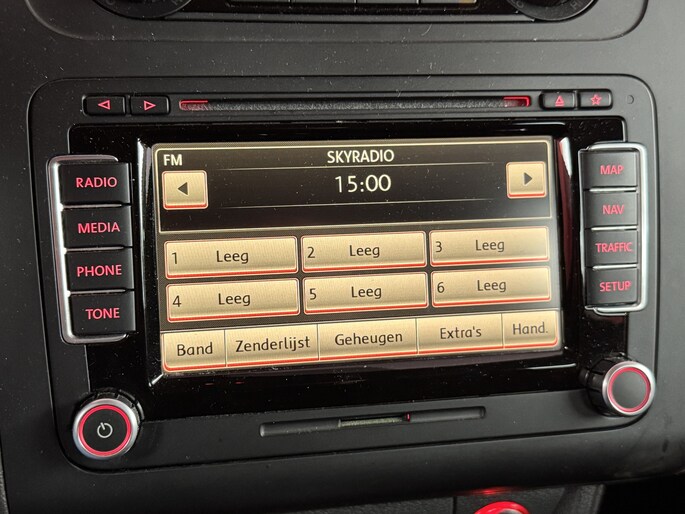 FM SKYRADIO
15:00
RADIO
MEDIA
PHONE
TONE
1 Leeg 2 Leeg 3 Leeg
4 Leeg 5 Leeg 6 Leeg
Band Zenderlijst Geheugen Extra's Hand.
MAP
NAV
TRAFFIC
SETUP